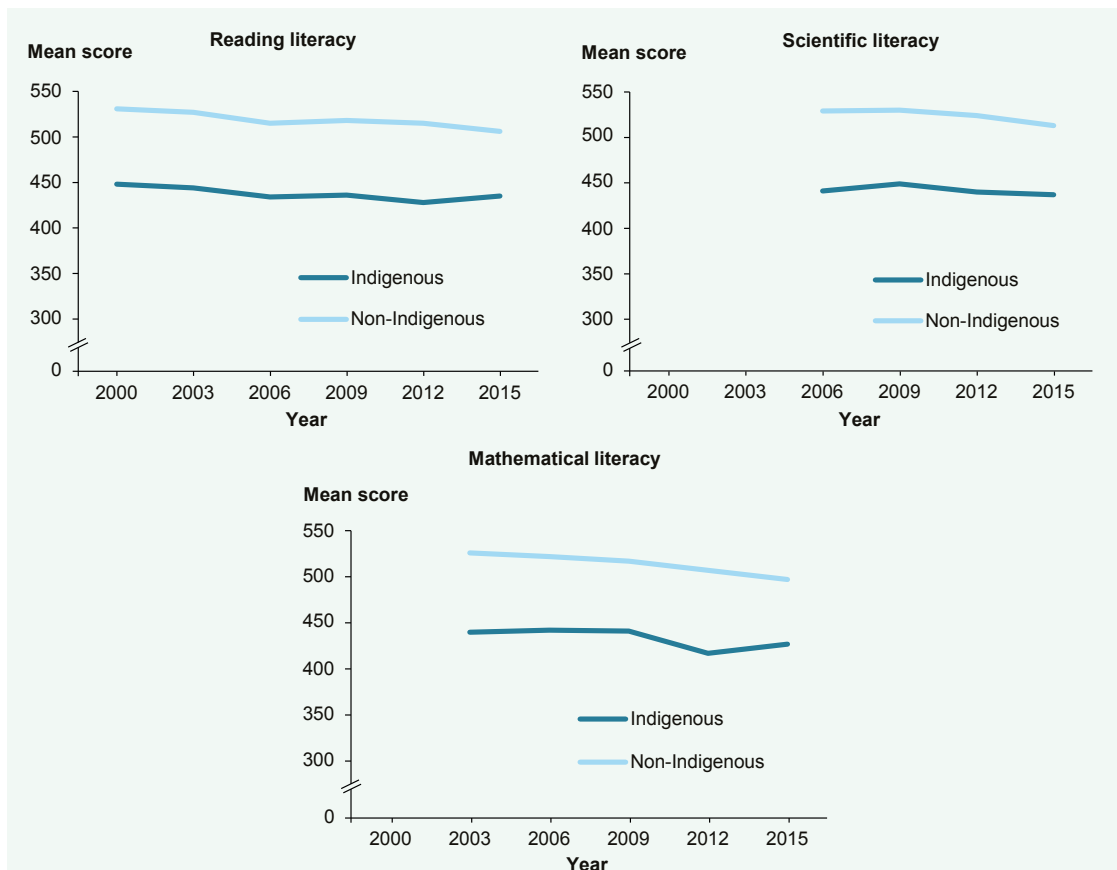 Reading literacy
Mean score
550
500
450
400
350
300
0
Indigenous
Non-Indigenous
2000 2003 2006 2009 2012 2015
Year
Scientific literacy
Mean score
550
500
450
400
350
300
0
Indigenous
Non-Indigenous
2000 2003 2006 2009 2012 2015
Year
Mathematical literacy
Mean score
550
500
450
400
350
300
0
Indigenous
Non-Indigenous
2000 2003 2006 2009 2012 2015
Year